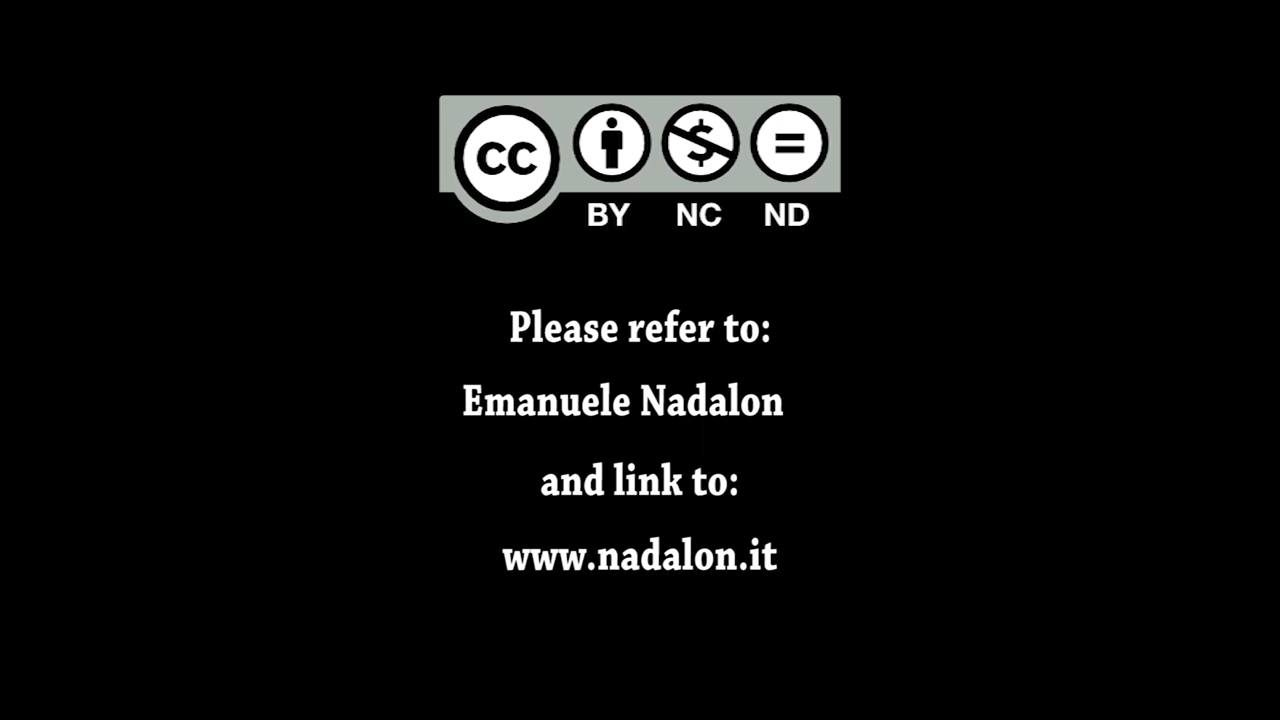 CC
BY NC ND
Please refer to:
Emanuele Nadalon
and link to:
www.nadalon.it